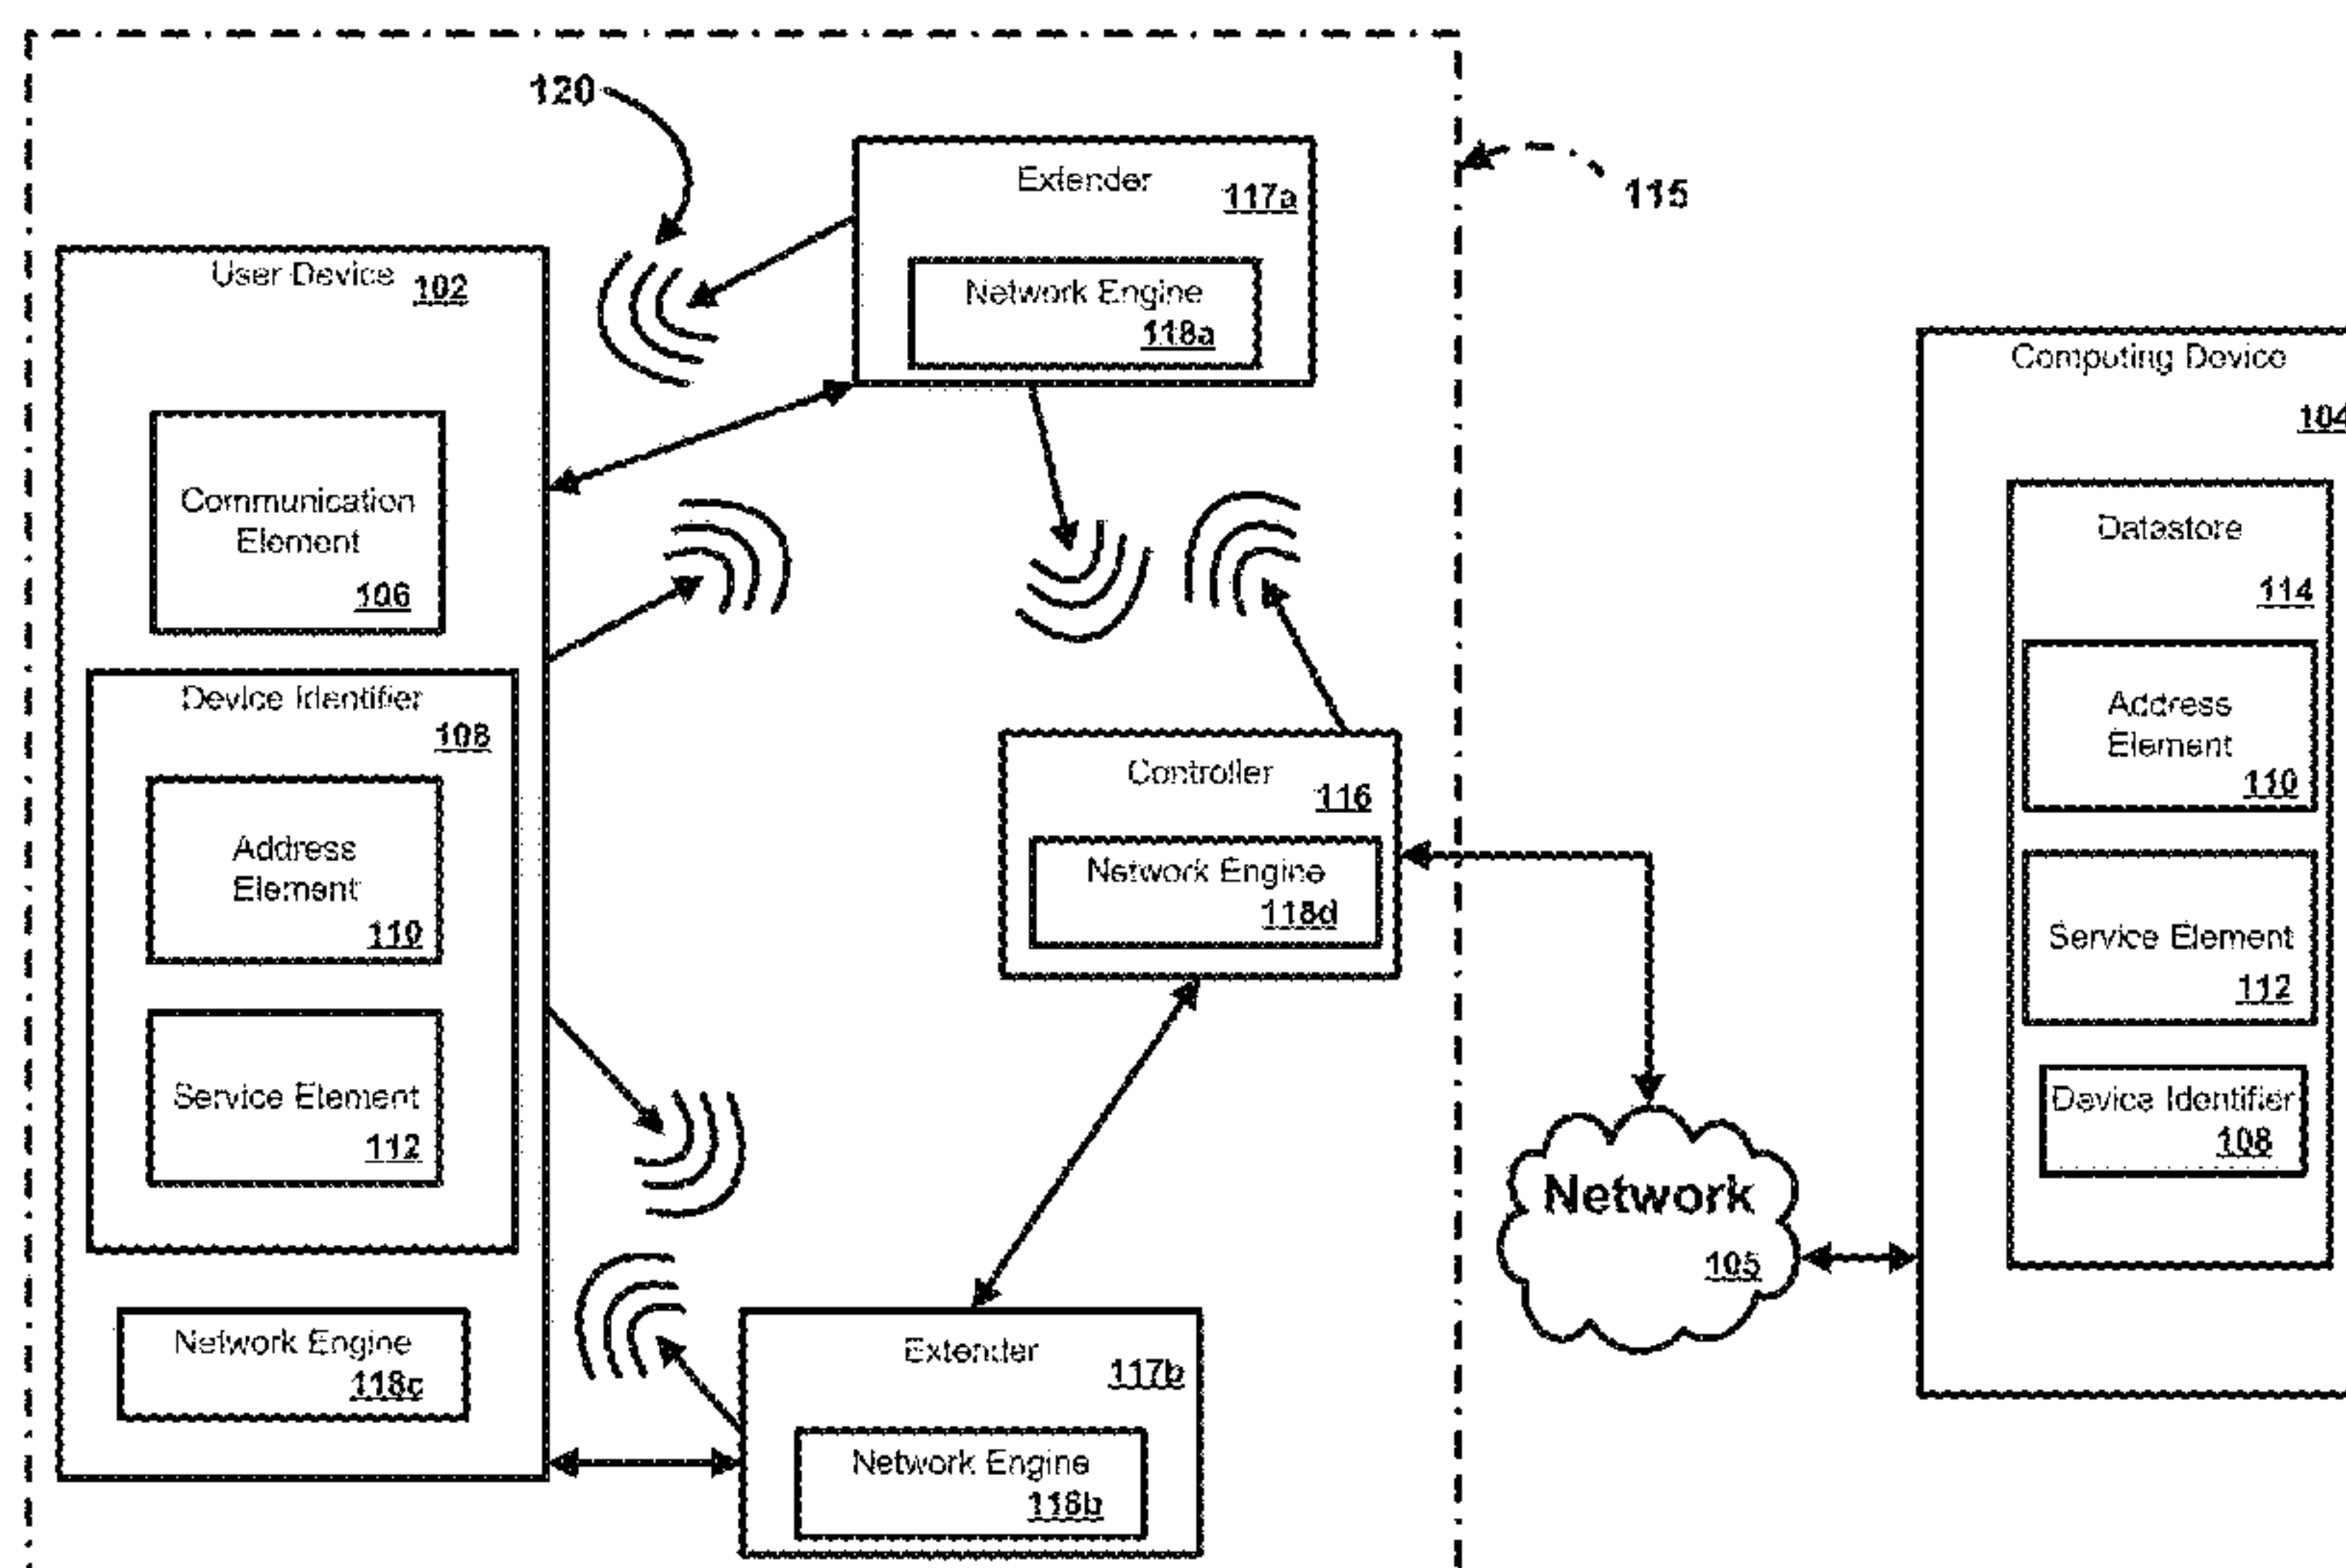 120
115
Extender
117a
Network Engine
118a
User Device
102
Communication
Element
106
Device Identifier
108
Address
Element
110
Service Element
112
Network Engine
118c
Controller
116
Network Engine
118d
Extender
117b
Network Engine
118b
Network
105
Computing Device
104
Datastore
114
Address
Element
110
Service Element
112
Device Identifier
108